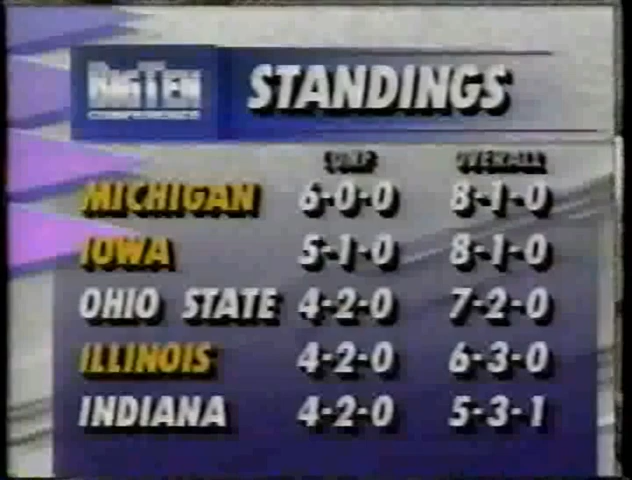 BIG TEN
CONFERENCE
STANDINGS
CONF OVERALL
MICHIGAN 6-0-0 8-1-0
IOWA 5-1-0 8-1-0
OHIO STATE 4-2-0 7-2-0
ILLINOIS 4-2-0 6-3-0
INDIANA 4-2-0 5-3-1